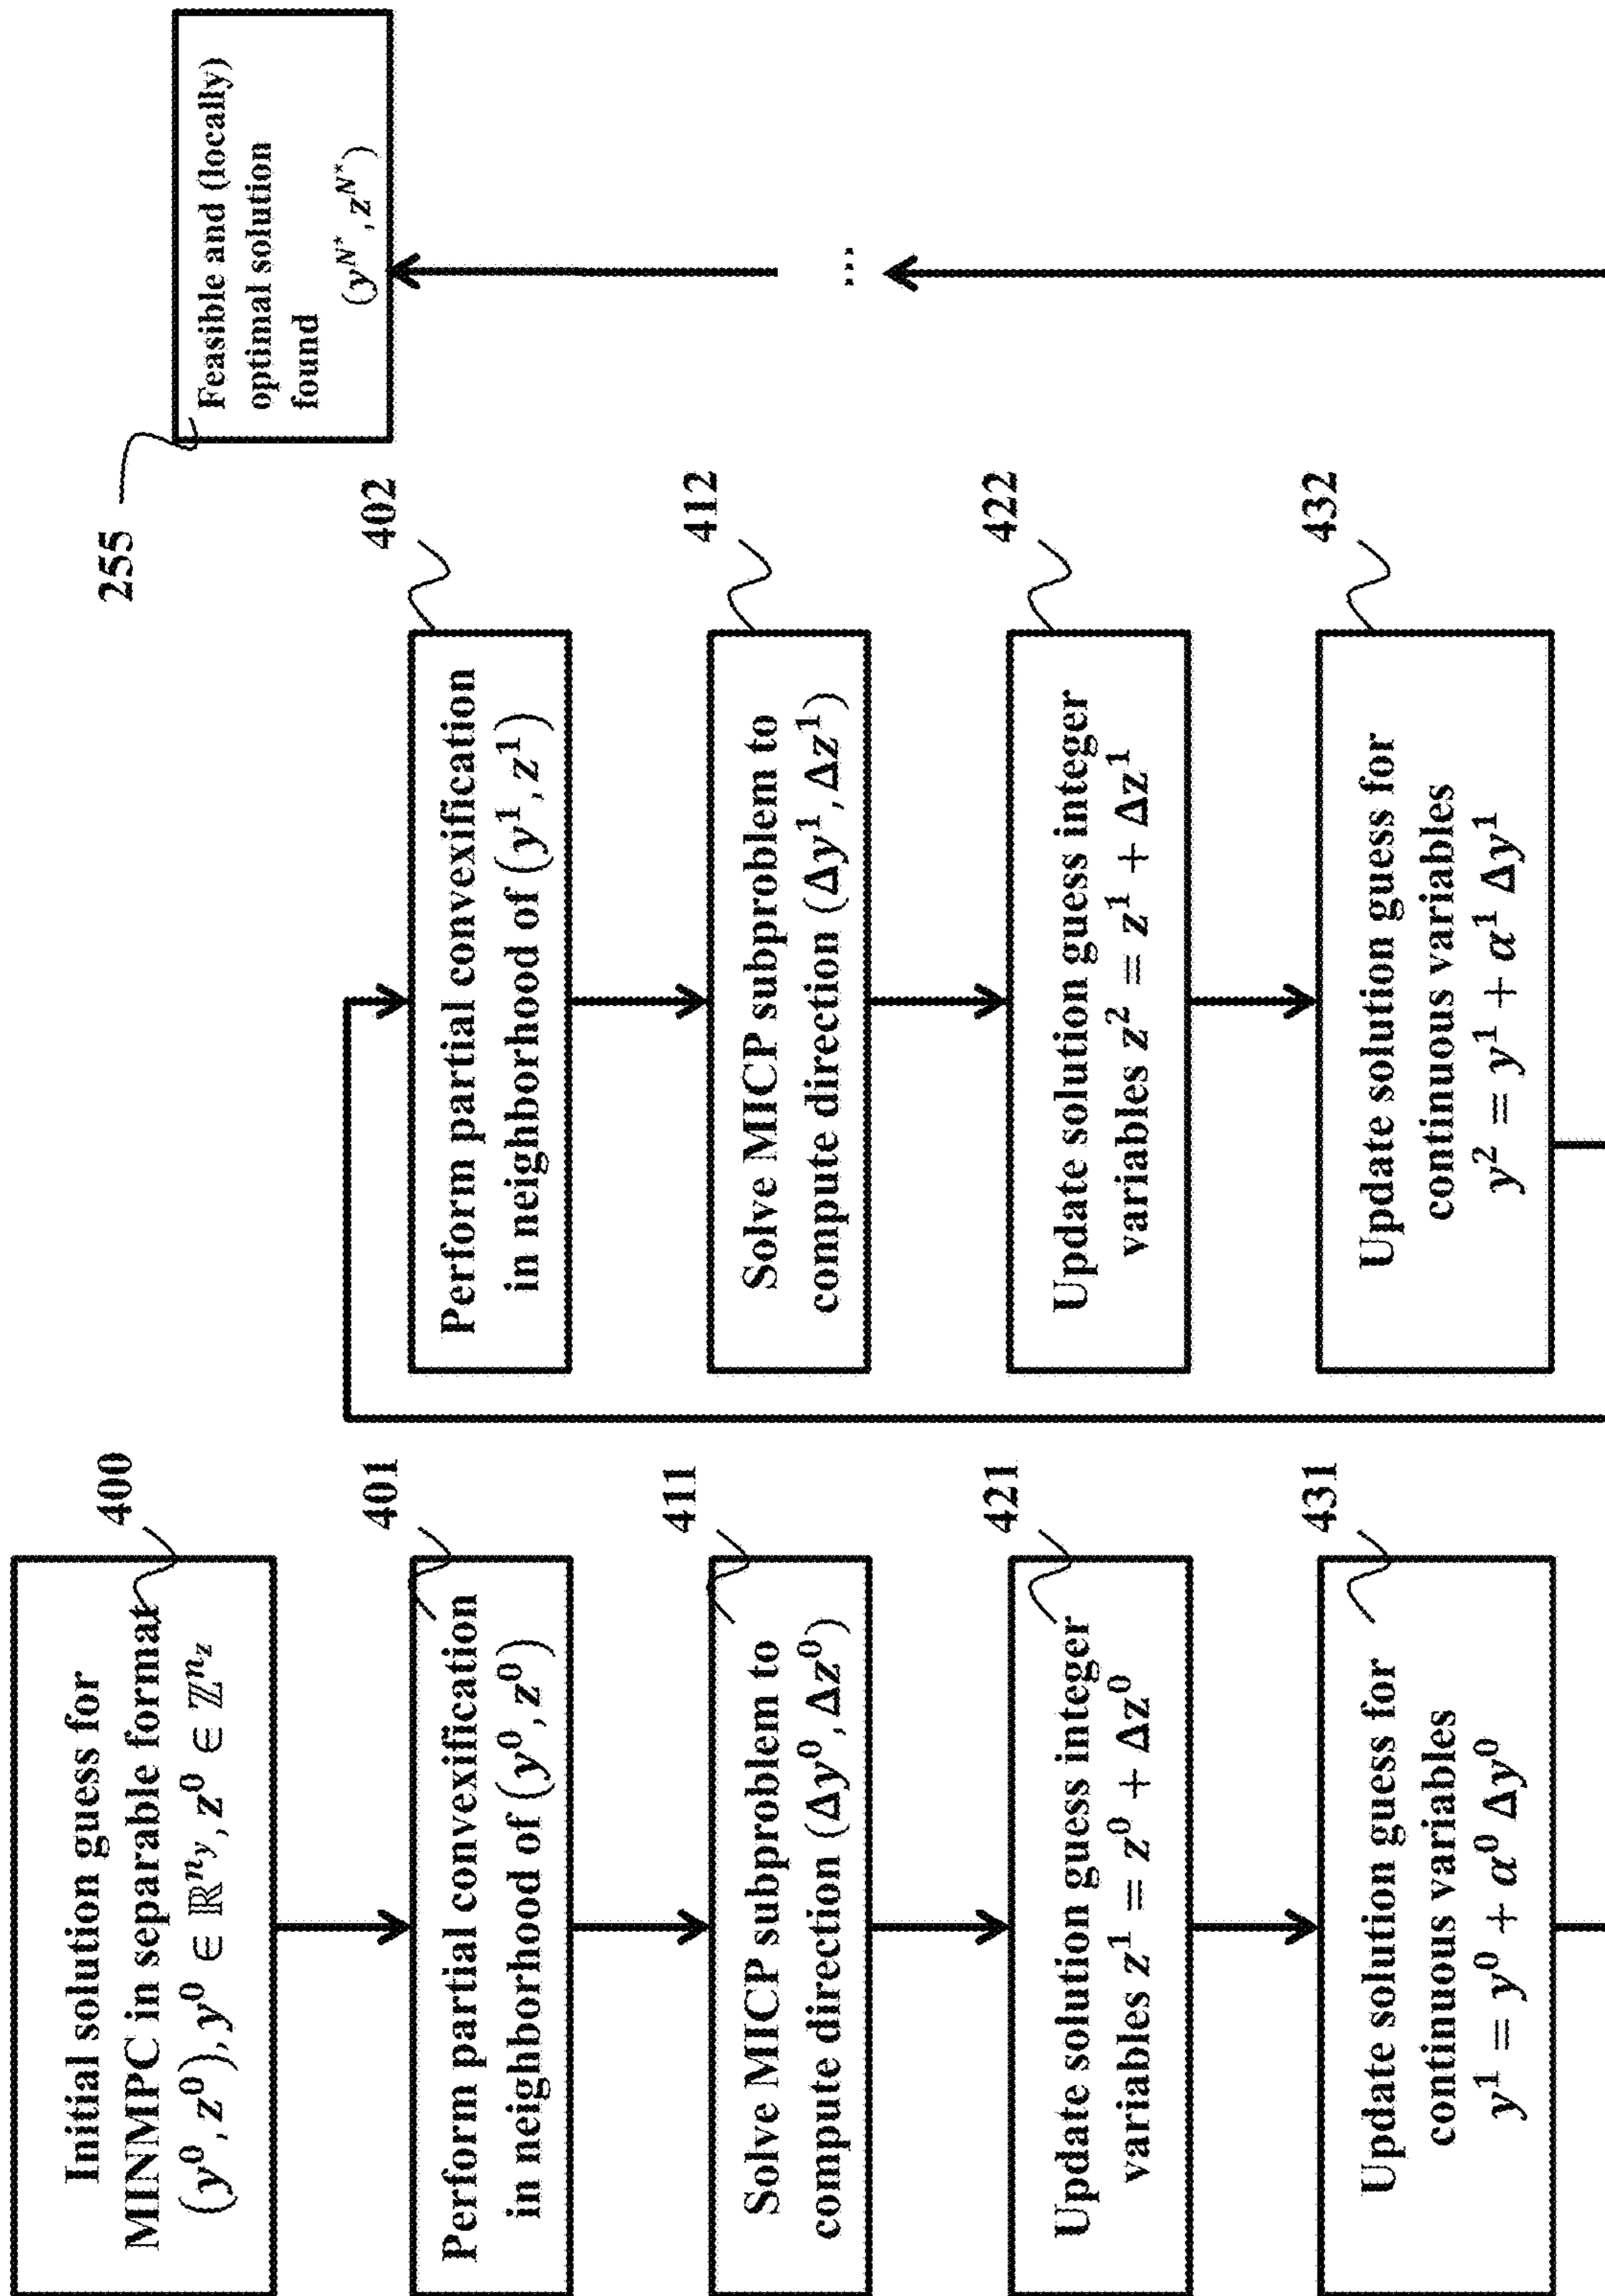 Initial solution guess for
MINMPC in separable format
(y⁰, z⁰), y⁰ ∈ ℝⁿʸ, z⁰ ∈ ℤⁿᶻ
400
Perform partial convexification
in neighborhood of (y⁰, z⁰)
401
Solve MICP subproblem to
compute direction (Δy⁰, Δz⁰)
411
Update solution guess integer
variables z¹ = z⁰ + Δz⁰
421
Update solution guess for
continuous variables
y¹ = y⁰ + α⁰ Δy⁰
431
Perform partial convexification
in neighborhood of (y¹, z¹)
402
Solve MICP subproblem to
compute direction (Δy¹, Δz¹)
412
Update solution guess integer
variables z² = z¹ + Δz¹
422
Update solution guess for
continuous variables
y² = y¹ + α¹ Δy¹
432
...
Feasible and (locally)
optimal solution
found
(y^{N*}, z^{N*})
255